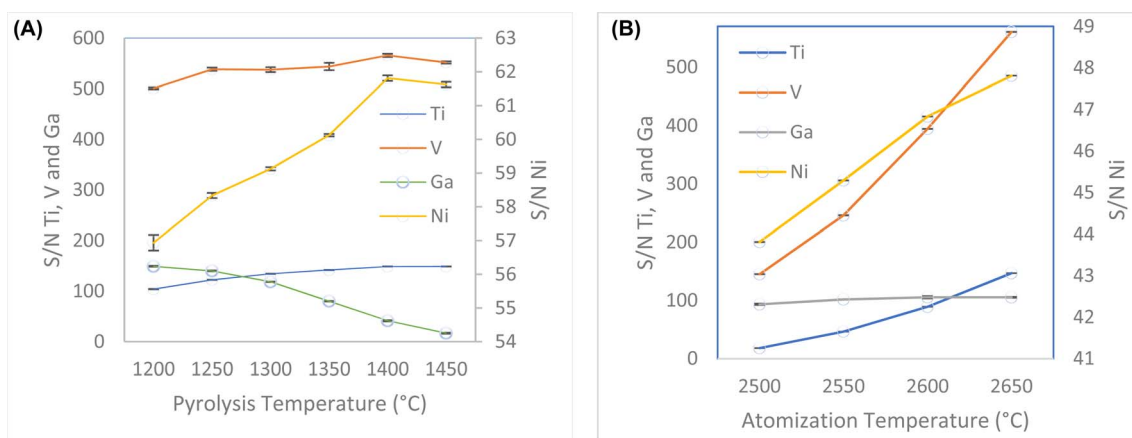 (A)
600
500
400
300
200
100
0
S/N Ti, V and Ga
63
62
61
60
59
58
57
56
55
54
S/N Ni
Ti
V
Ga
Ni
1200 1250 1300 1350 1400 1450
Pyrolysis Temperature (°C)
(B)
500
400
300
200
100
0
S/N Ti, V and Ga
49
48
47
46
45
44
43
42
41
S/N Ni
Ti
V
Ga
Ni
2500 2550 2600 2650
Atomization Temperature (°C)